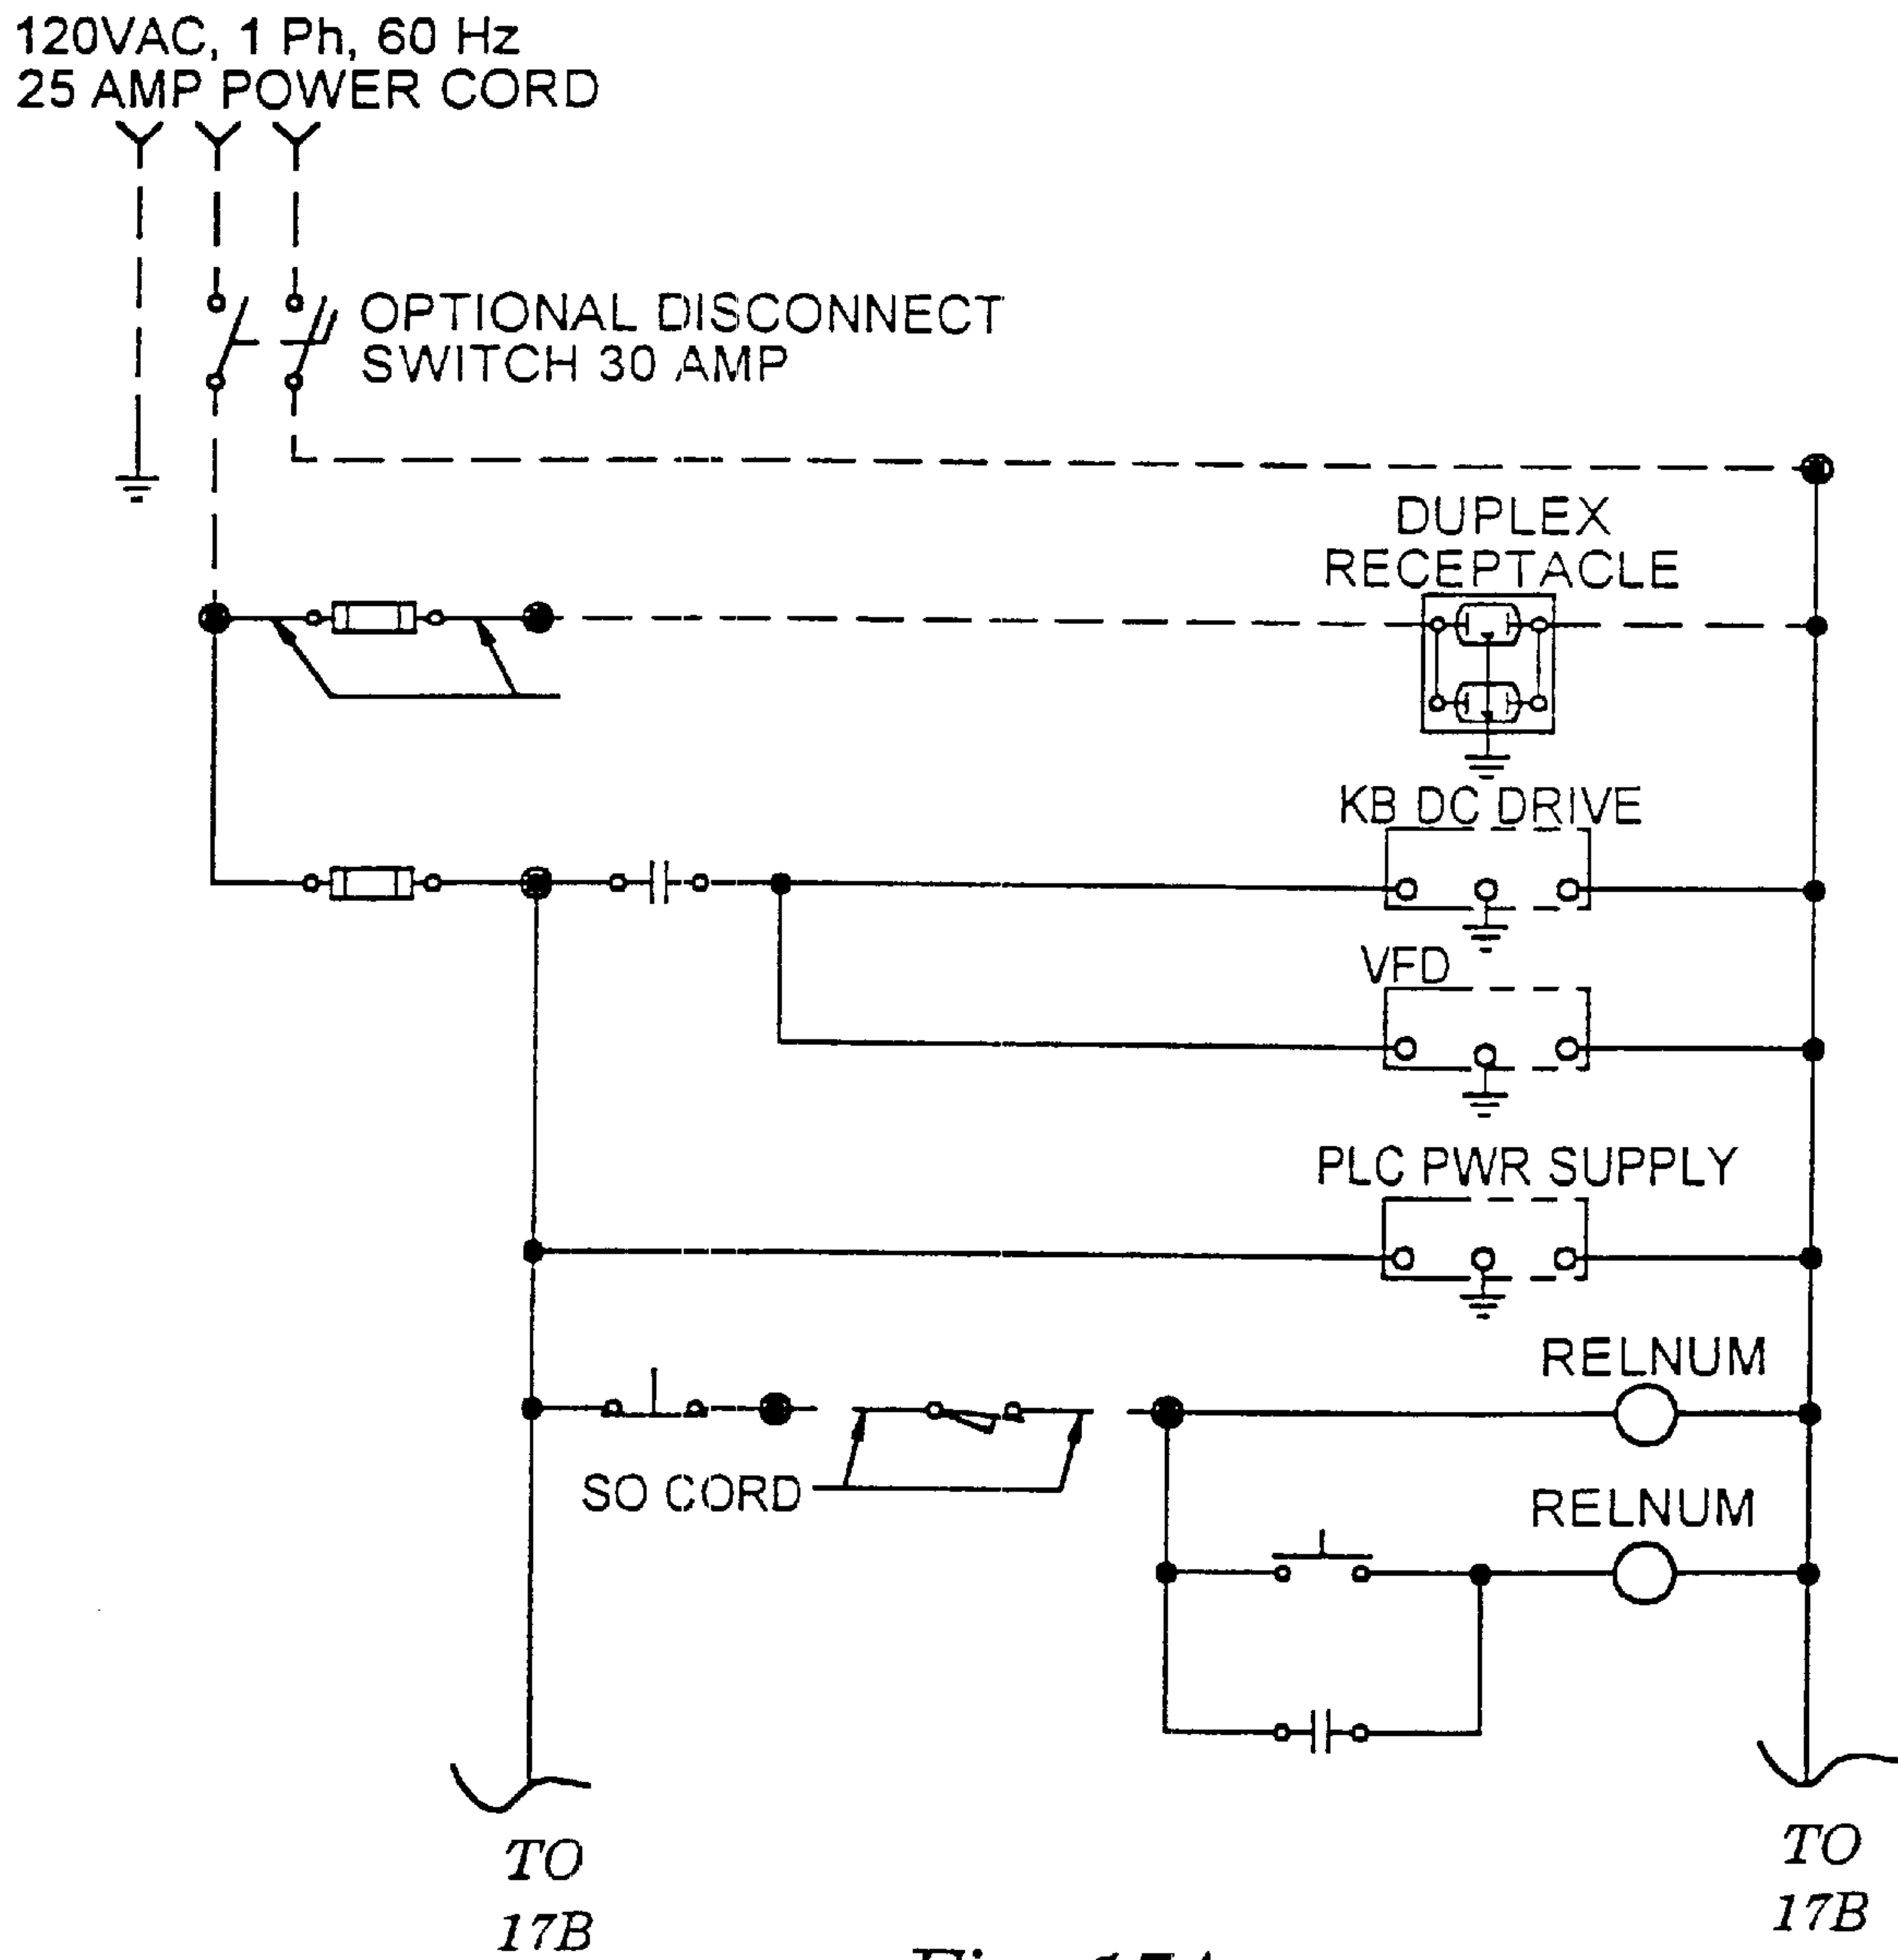 120VAC, 1 Ph, 60 Hz
25 AMP POWER CORD
OPTIONAL DISCONNECT
SWITCH 30 AMP
DUPLEX
RECEPTACLE
KB DC DRIVE
VFD
PLC PWR SUPPLY
RELNUM
SO CORD
RELNUM
TO
17B
TO
17B